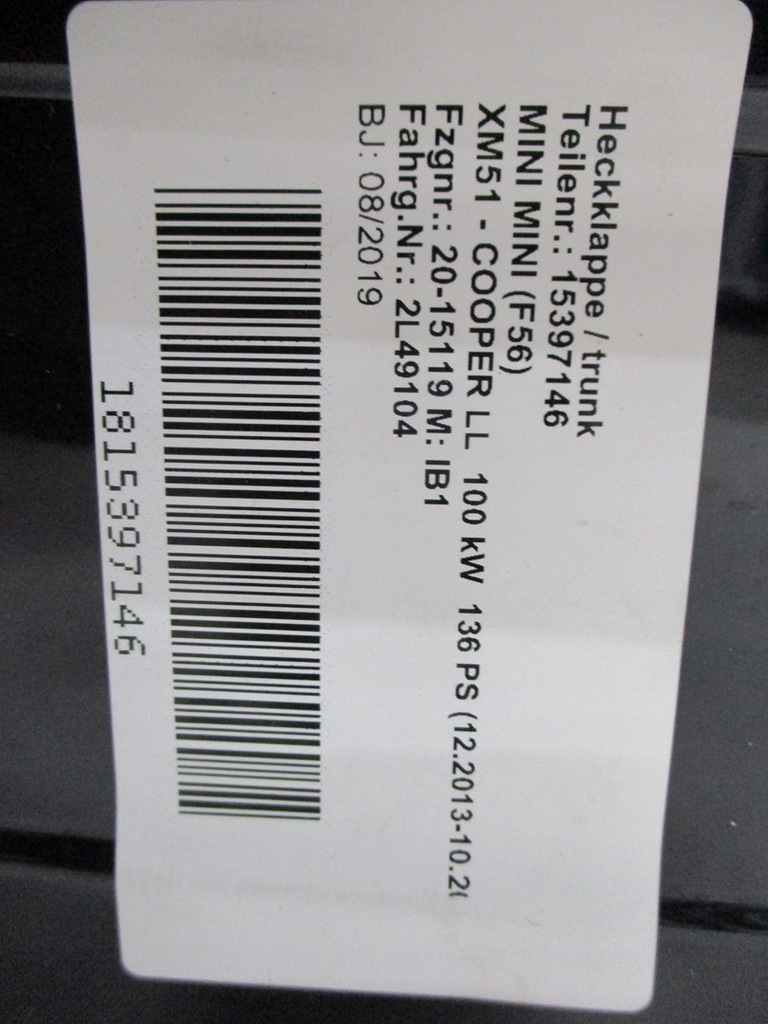 Heckklappe / trunk
Teilenr.: 15397146
MINI MINI (F56)
XM51 - COOPER LL 100 kW 136 PS (12.2013-10.20
Fzgnr.: 20-15119 M: IB1
Fahrg.Nr.: 2L49104
BJ: 08/2019
1815397146